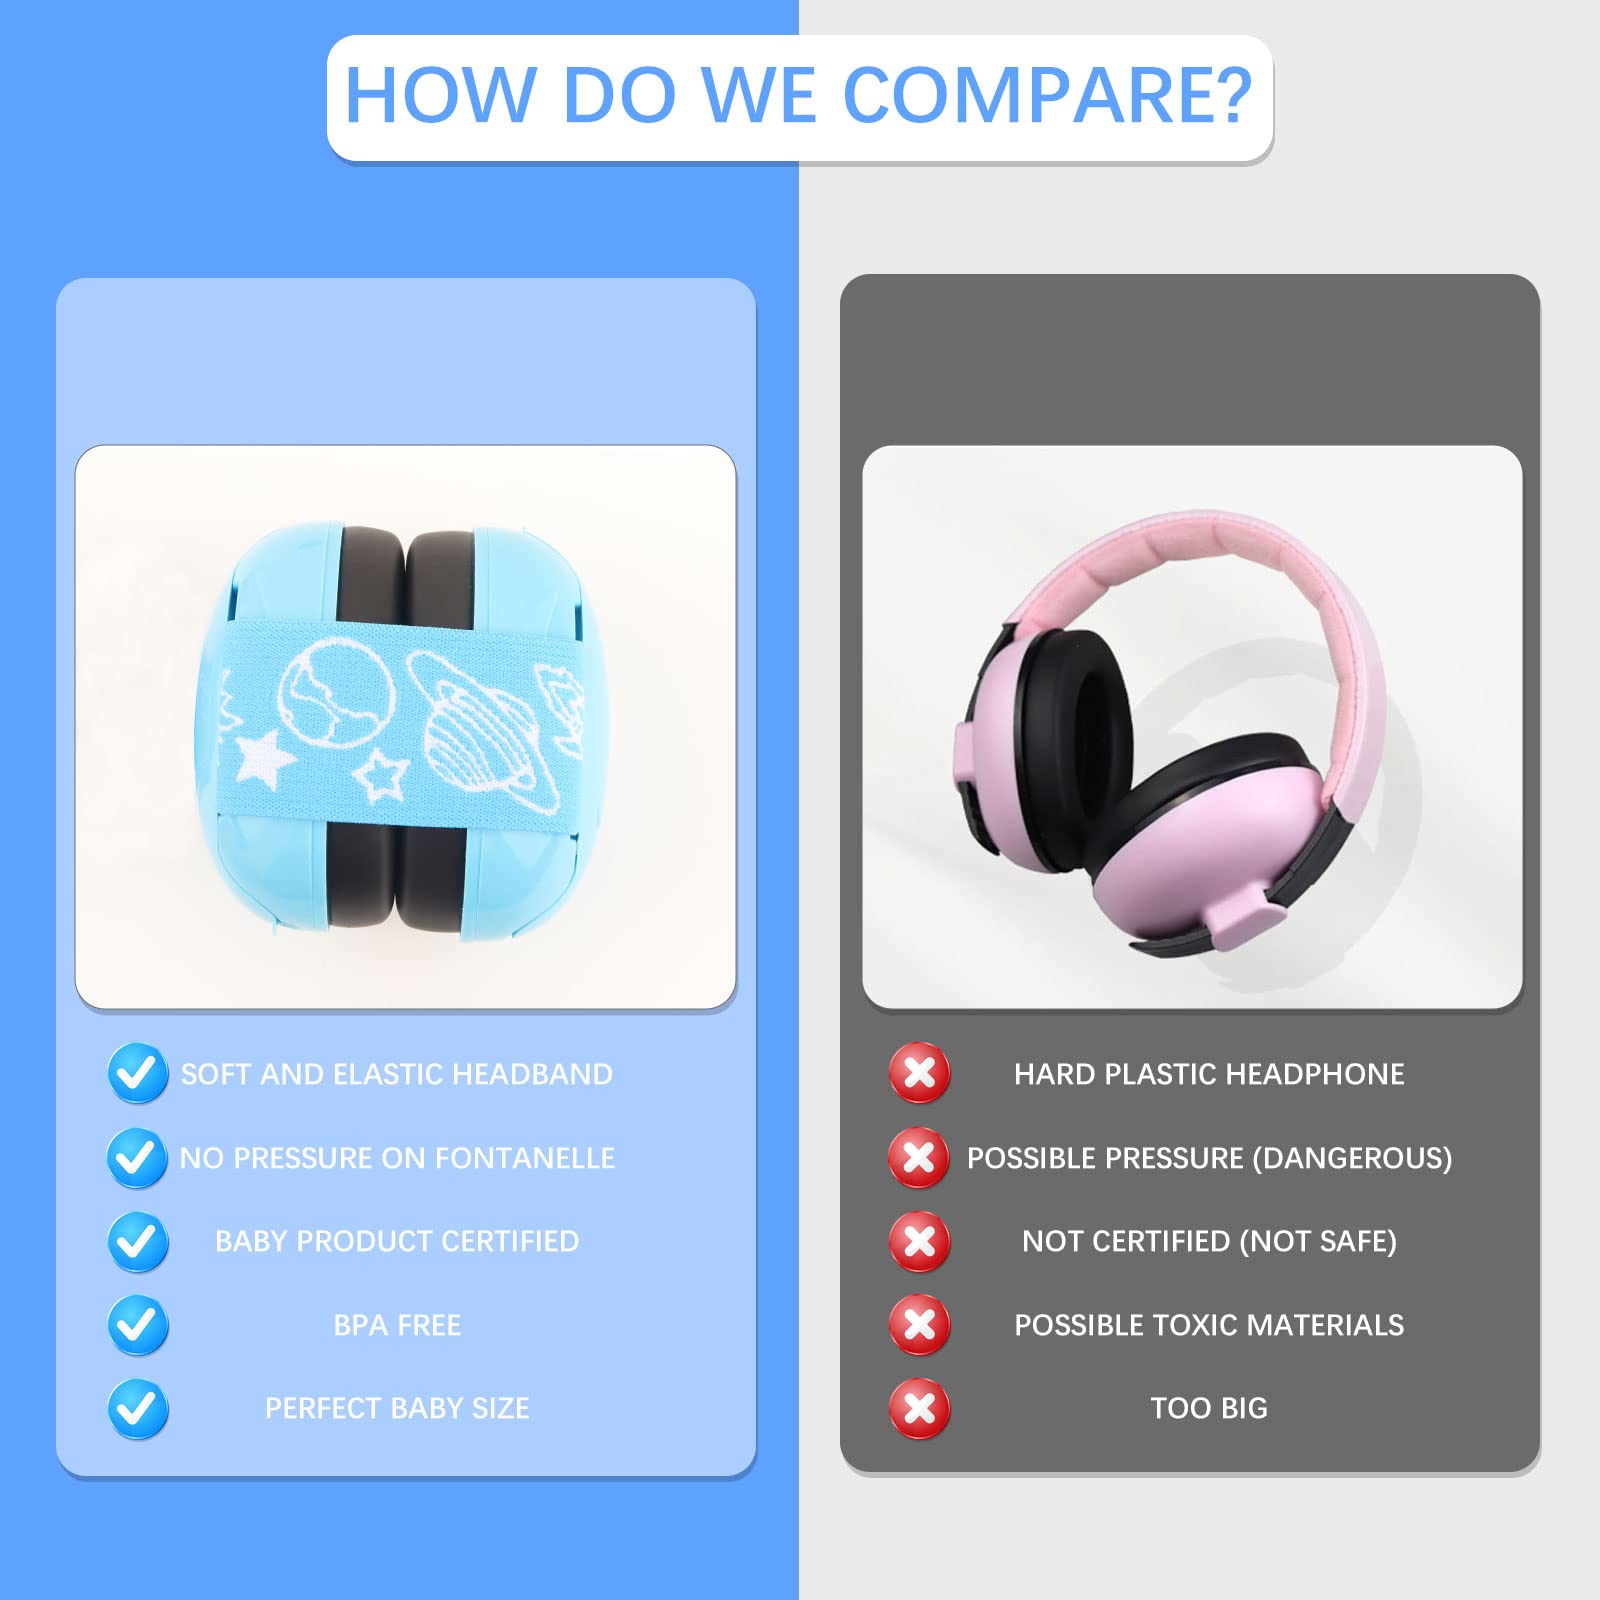 HOW DO WE COMPARE?
SOFT AND ELASTIC HEADBAND
NO PRESSURE ON FONTANELLE
BABY PRODUCT CERTIFIED
BPA FREE
PERFECT BABY SIZE
HARD PLASTIC HEADPHONE
POSSIBLE PRESSURE (DANGEROUS)
NOT CERTIFIED (NOT SAFE)
POSSIBLE TOXIC MATERIALS
TOO BIG